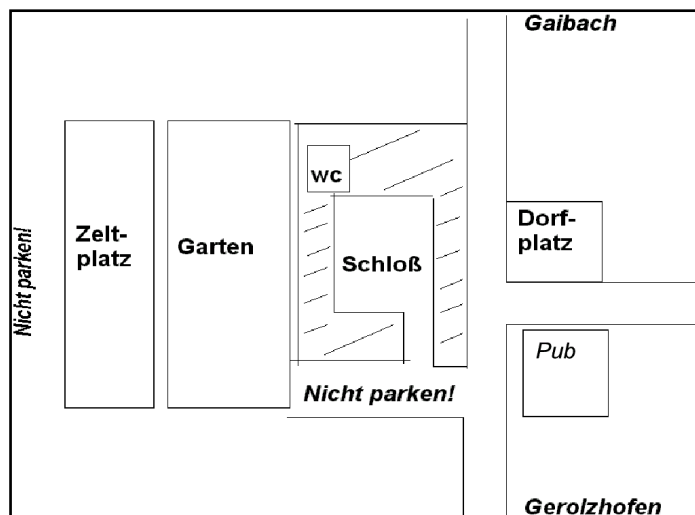 Gaibach
wc
Dorf-
platz
Zelt-
platz
Garten
Schloß
Nicht parken!
Pub
Nicht parken!
Gerolzhofen